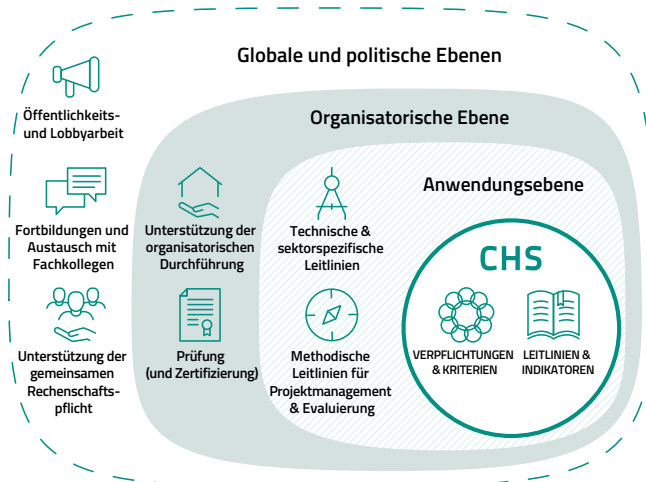 Globale und politische Ebenen
Öffentlichkeits-
und Lobbyarbeit
Fortbildungen und
Austausch mit
Fachkollegen
Unterstützung der
gemeinsamen
Rechenschafts-
pflicht
Organisatorische Ebene
Unterstützung der
organisatorischen
Durchführung
Prüfung
(und Zertifizierung)
Anwendungsebene
Technische &
sektorspezifische
Leitlinien
Methodische
Leitlinien für
Projektmanagement
& Evaluierung
CHS
VERPFLICHTUNGEN
& KRITERIEN
LEITLINIEN &
INDIKATOREN